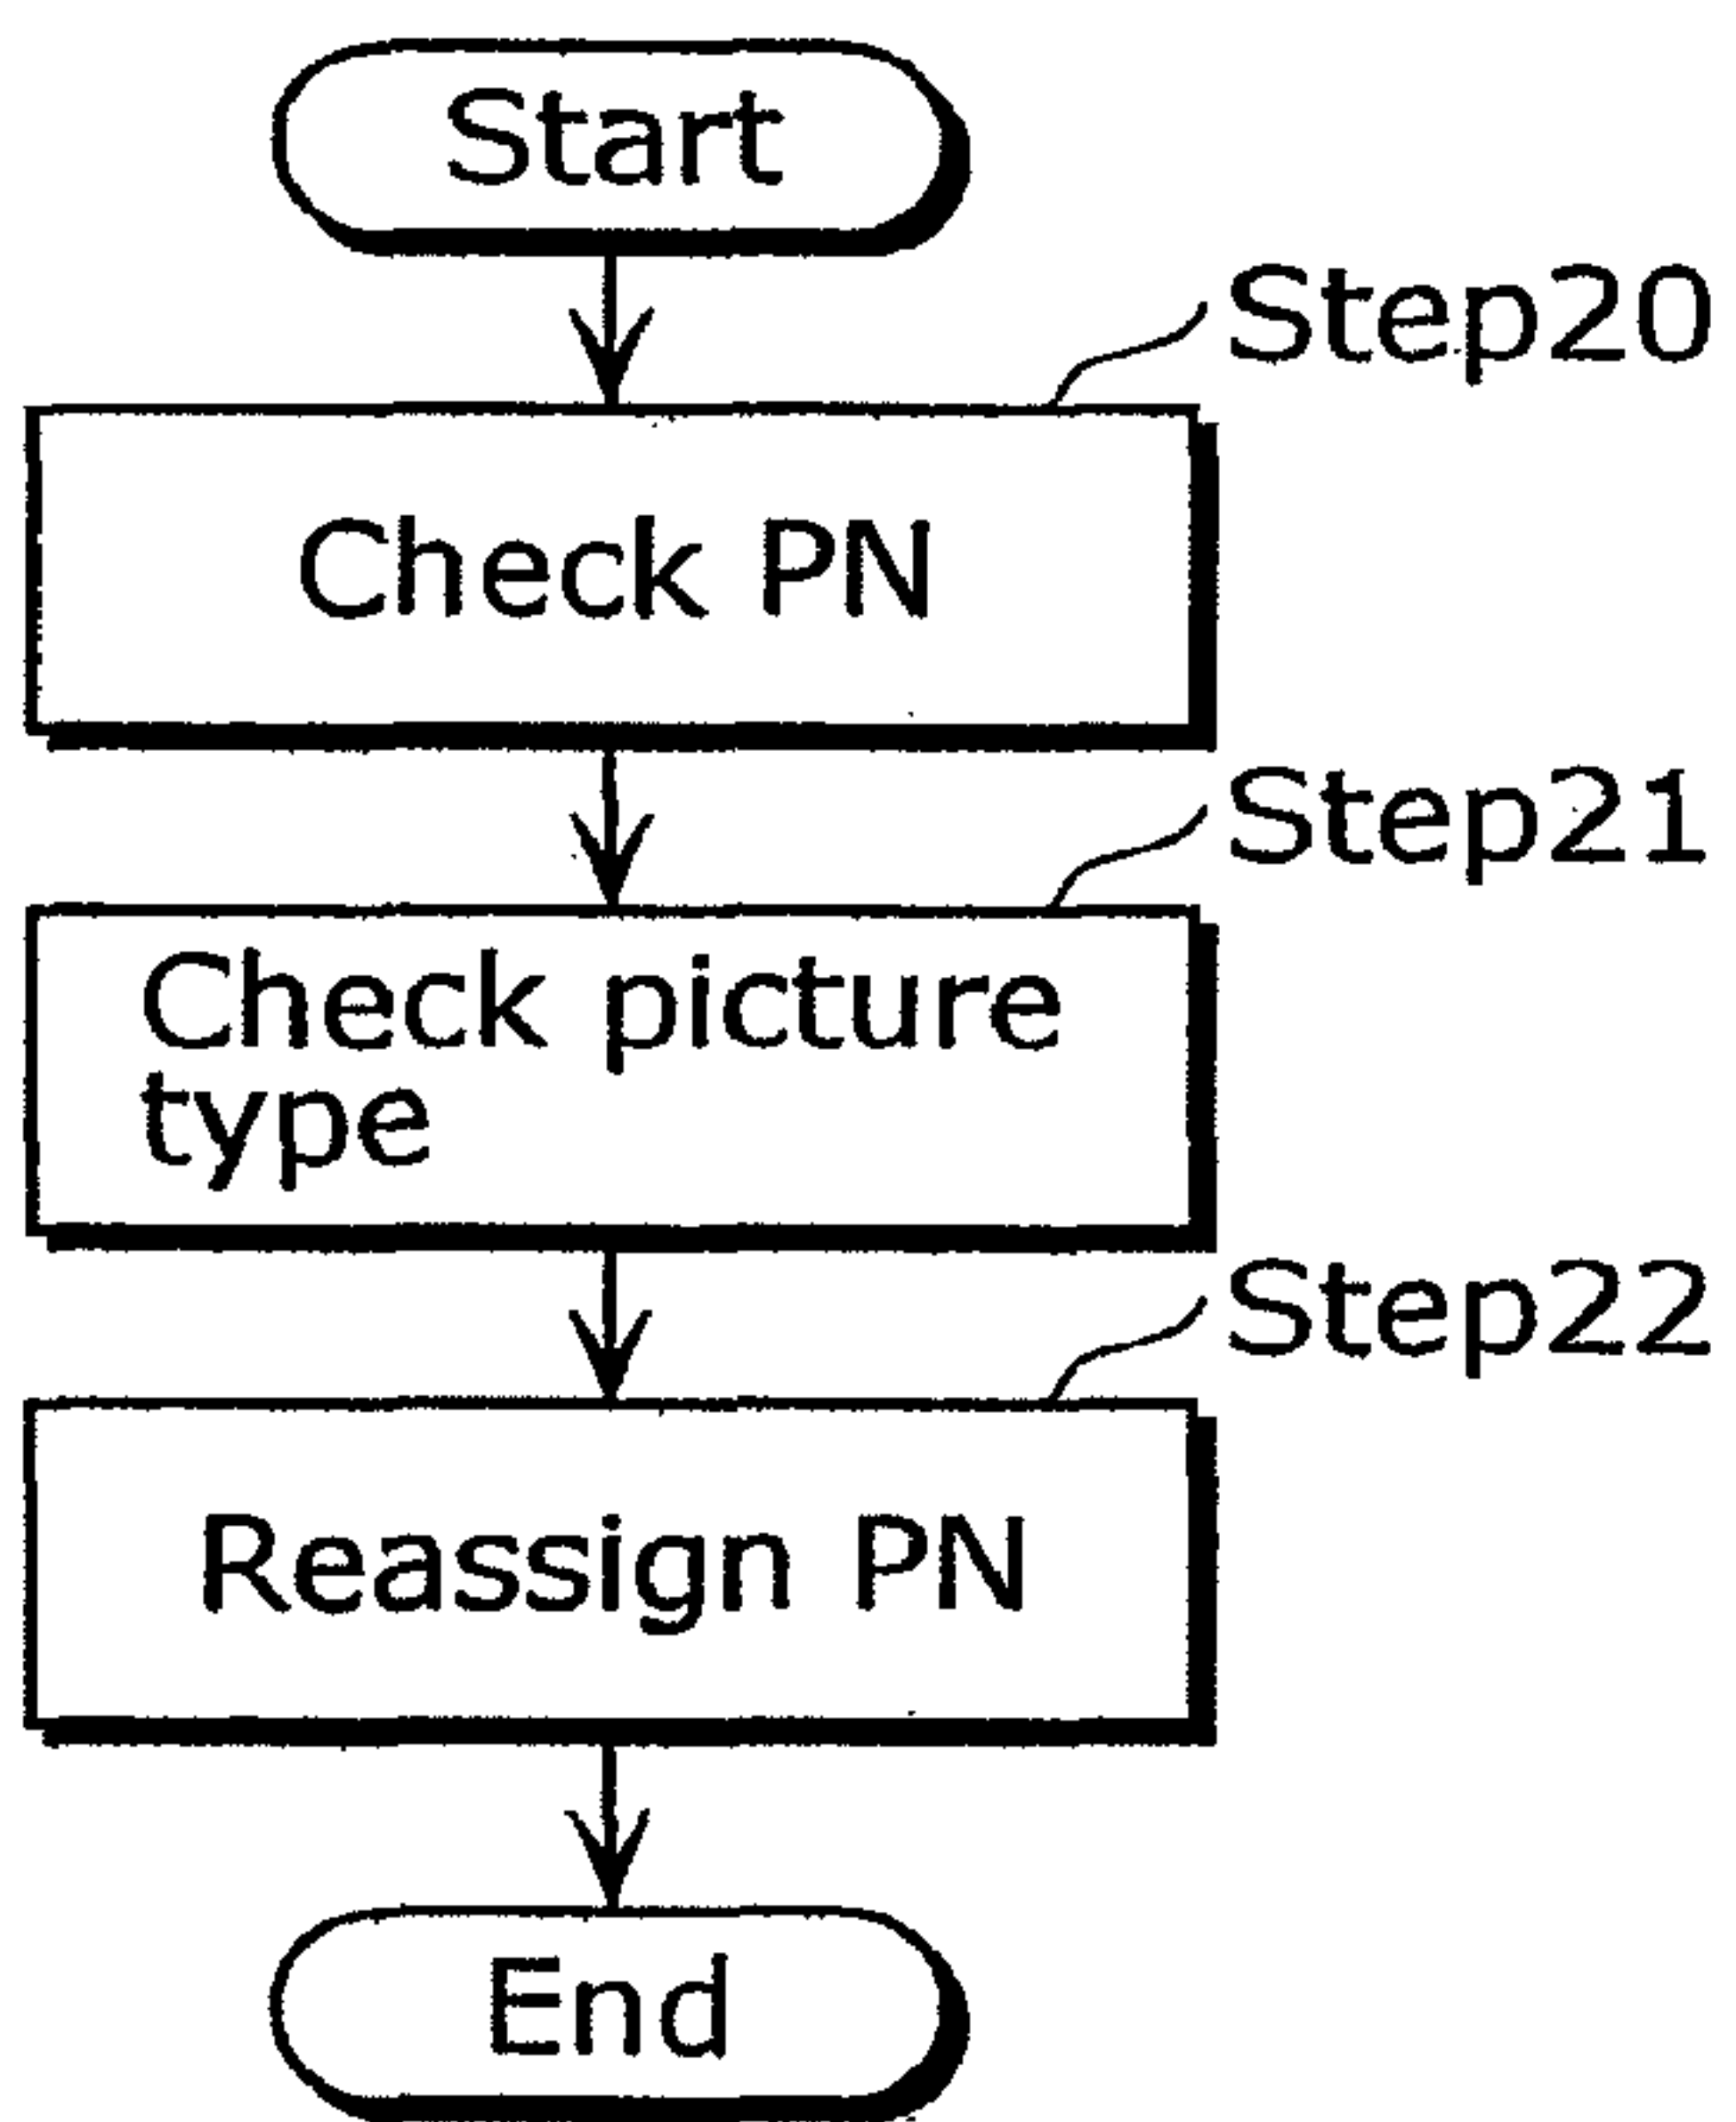 Start
Step20
Check PN
Step21
Check picture
type
Step22
Reassign PN
End